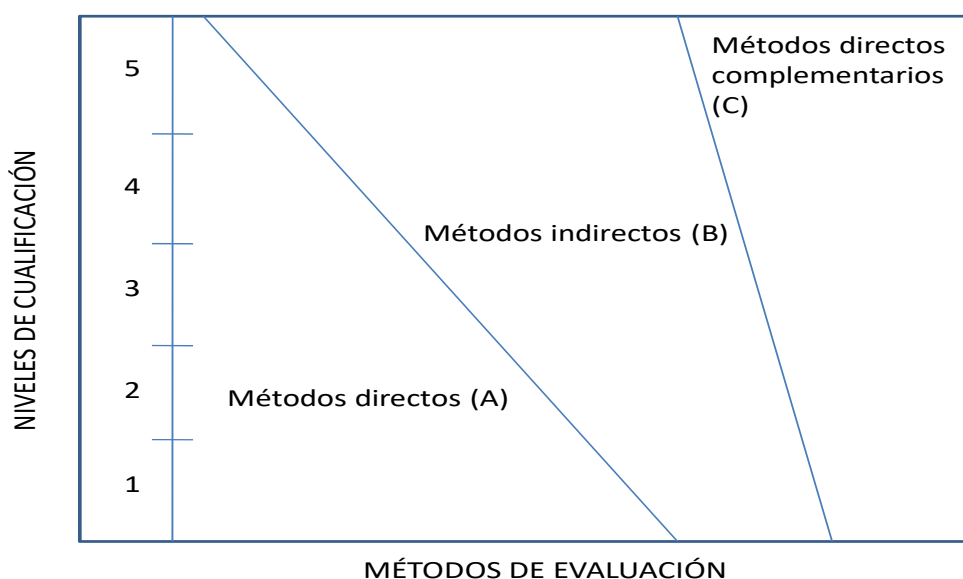 Métodos directos
complementarios
(C)
5
4
Métodos indirectos (B)
3
2
Métodos directos (A)
1
NIVELES DE CUALIFICACIÓN
MÉTODOS DE EVALUACIÓN